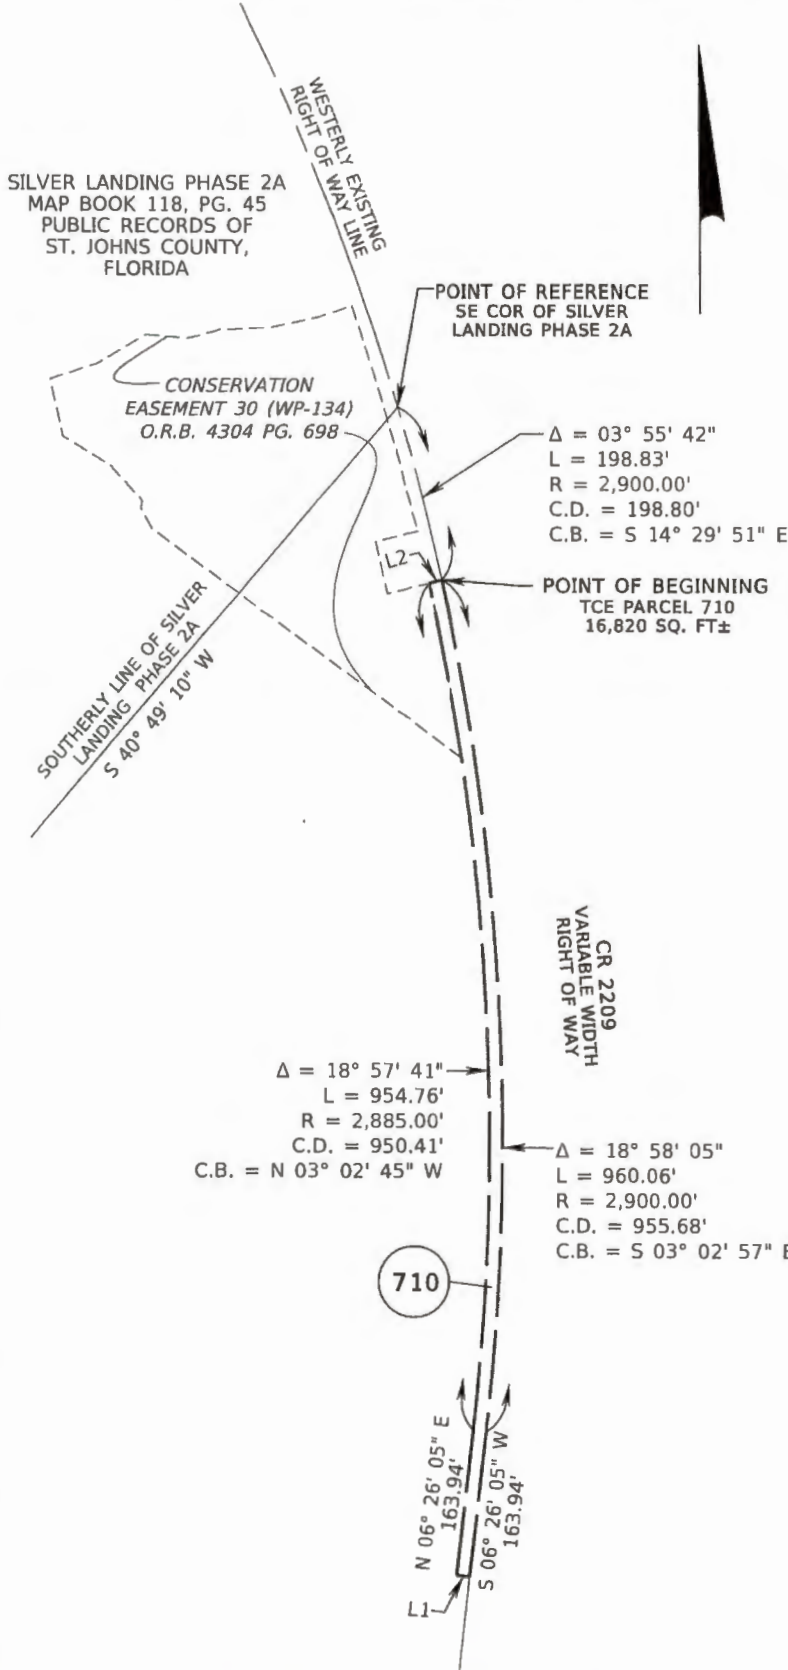 WESTERLY EXISTING
RIGHT OF WAY LINE
SILVER LANDING PHASE 2A
MAP BOOK 118, PG. 45
PUBLIC RECORDS OF
ST. JOHNS COUNTY,
FLORIDA
POINT OF REFERENCE
SE COR OF SILVER
LANDING PHASE 2A
CONSERVATION
EASEMENT 30 (WP-134)
O.R.B. 4304 PG. 698
Δ = 03° 55' 42"
L = 198.83'
R = 2,900.00'
C.D. = 198.80'
C.B. = S 14° 29' 51" E
L2
POINT OF BEGINNING
TCE PARCEL 710
16,820 SQ. FT±
SOUTHERLY LINE OF SILVER
LANDING PHASE 2A
S 40° 49' 10" W
CR 2209
VARIABLE WIDTH
RIGHT OF WAY
Δ = 18° 57' 41"
L = 954.76'
R = 2,885.00'
C.D. = 950.41'
C.B. = N 03° 02' 45" W
Δ = 18° 58' 05"
L = 960.06'
R = 2,900.00'
C.D. = 955.68'
C.B. = S 03° 02' 57" E
710
N 06° 26' 05" E
163.94'
S 06° 26' 05" W
163.94'
L1